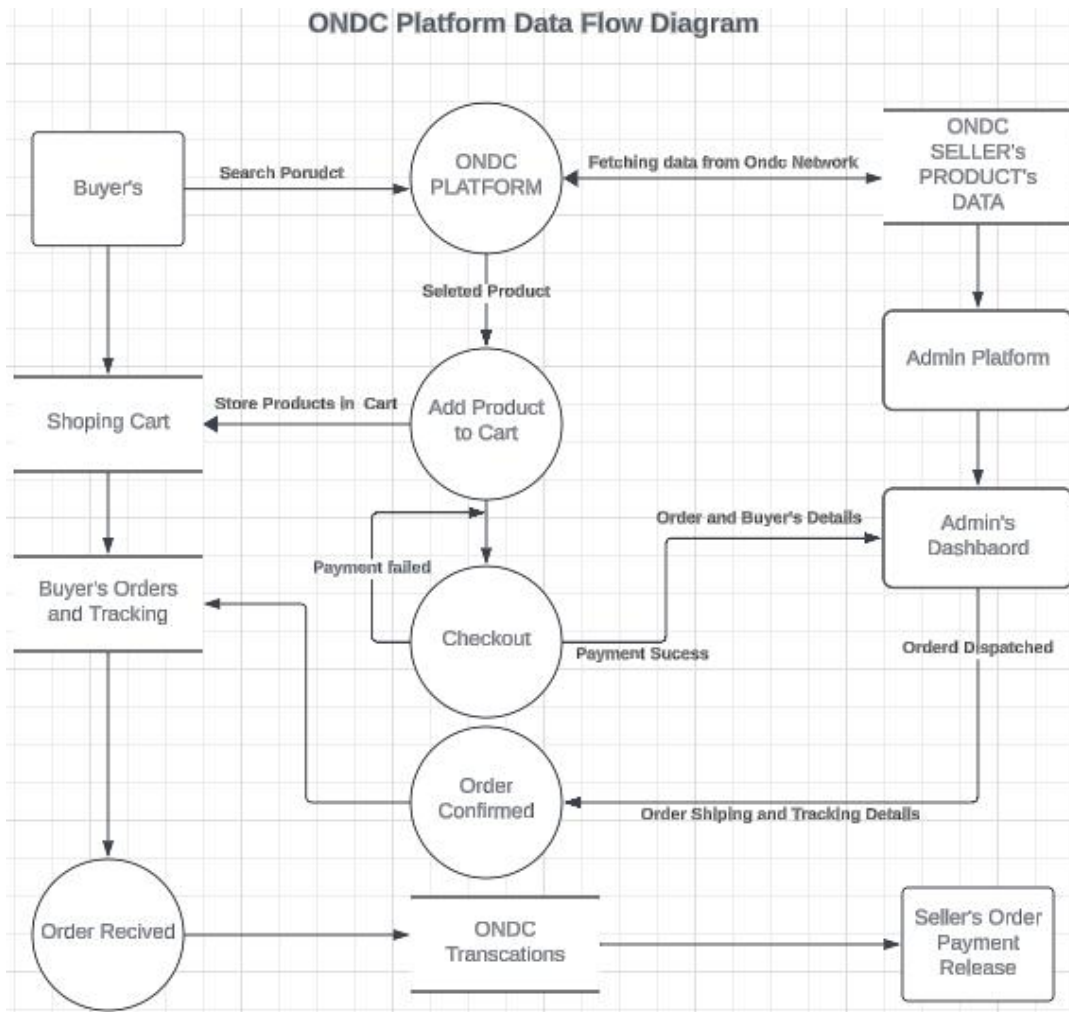 ONDC Platform Data Flow Diagram
Buyer's
Search Porudct
ONDC
PLATFORM
Fetching data from Ondc Network
ONDC
SELLER's
PRODUCT's
DATA
Seleted Product
Admin Platform
Shoping Cart
Store Products in Cart
Add Product
to Cart
Order and Buyer's Details
Admin's
Dashbaord
Payment failed
Buyer's Orders
and Tracking
Checkout
Payment Sucess
Orderd Dispatched
Order
Confirmed
Order Shiping and Tracking Details
Order Recived
ONDC
Transcations
Seller's Order
Payment
Release